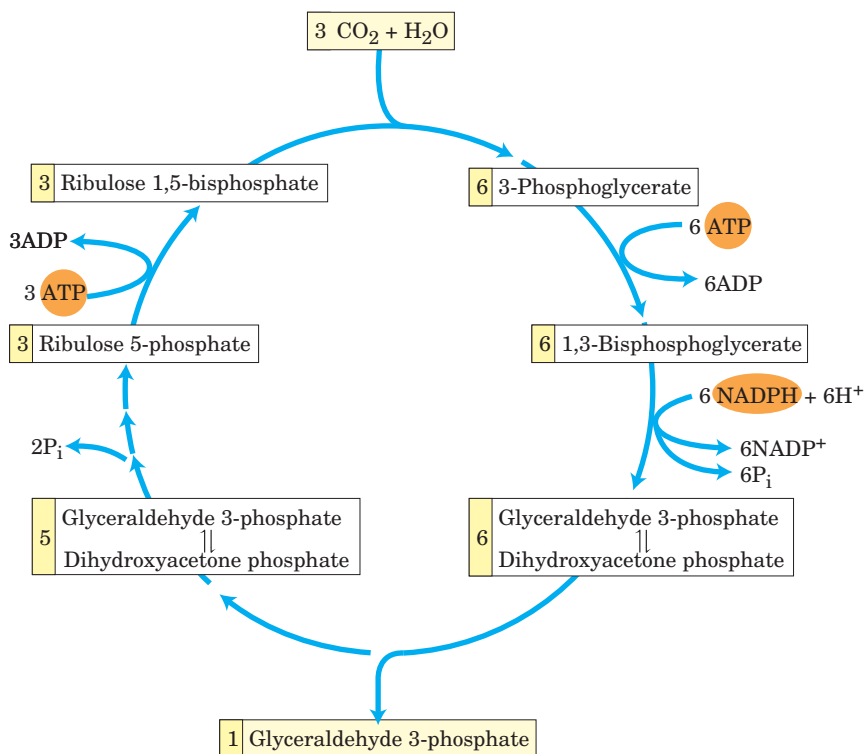 3 CO₂ + H₂O
3 Ribulose 1,5-bisphosphate
6 3-Phosphoglycerate
3ADP
6 ATP
3 ATP
6ADP
3 Ribulose 5-phosphate
6 1,3-Bisphosphoglycerate
6 NADPH + 6H⁺
2Pᵢ
6NADP⁺
6Pᵢ
5 Glyceraldehyde 3-phosphate
⥮
Dihydroxyacetone phosphate
6 Glyceraldehyde 3-phosphate
⥮
Dihydroxyacetone phosphate
1 Glyceraldehyde 3-phosphate